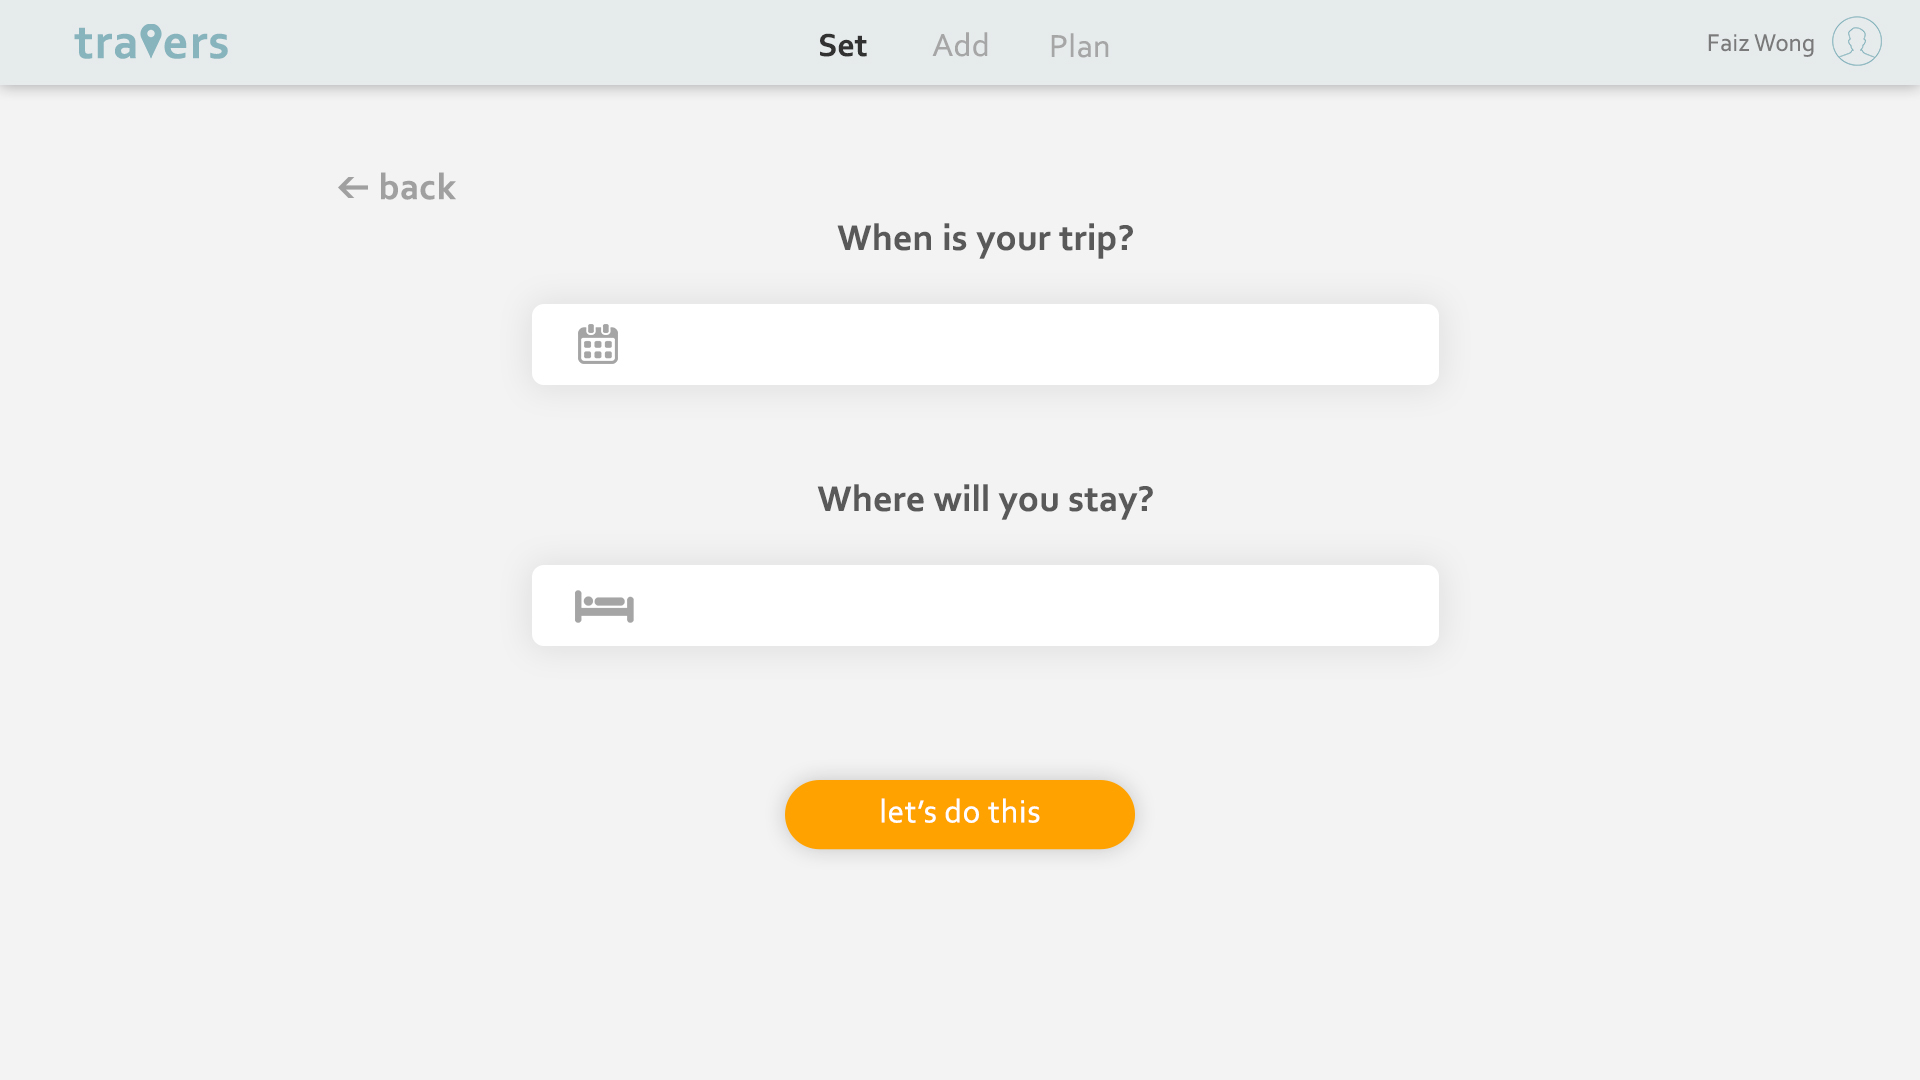 travers
Set Add Plan
Faiz Wong
← back
When is your trip?
Where will you stay?
let's do this